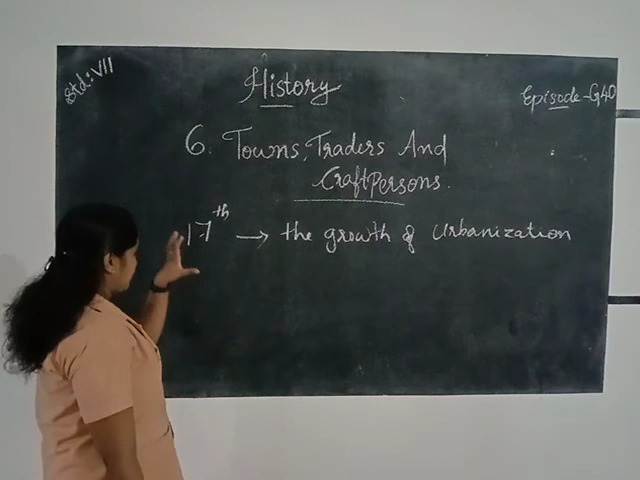 Std: VII
History
Episode-G40
6. Towns, Traders And
CraftPersons.
17th → the growth of Urbanization